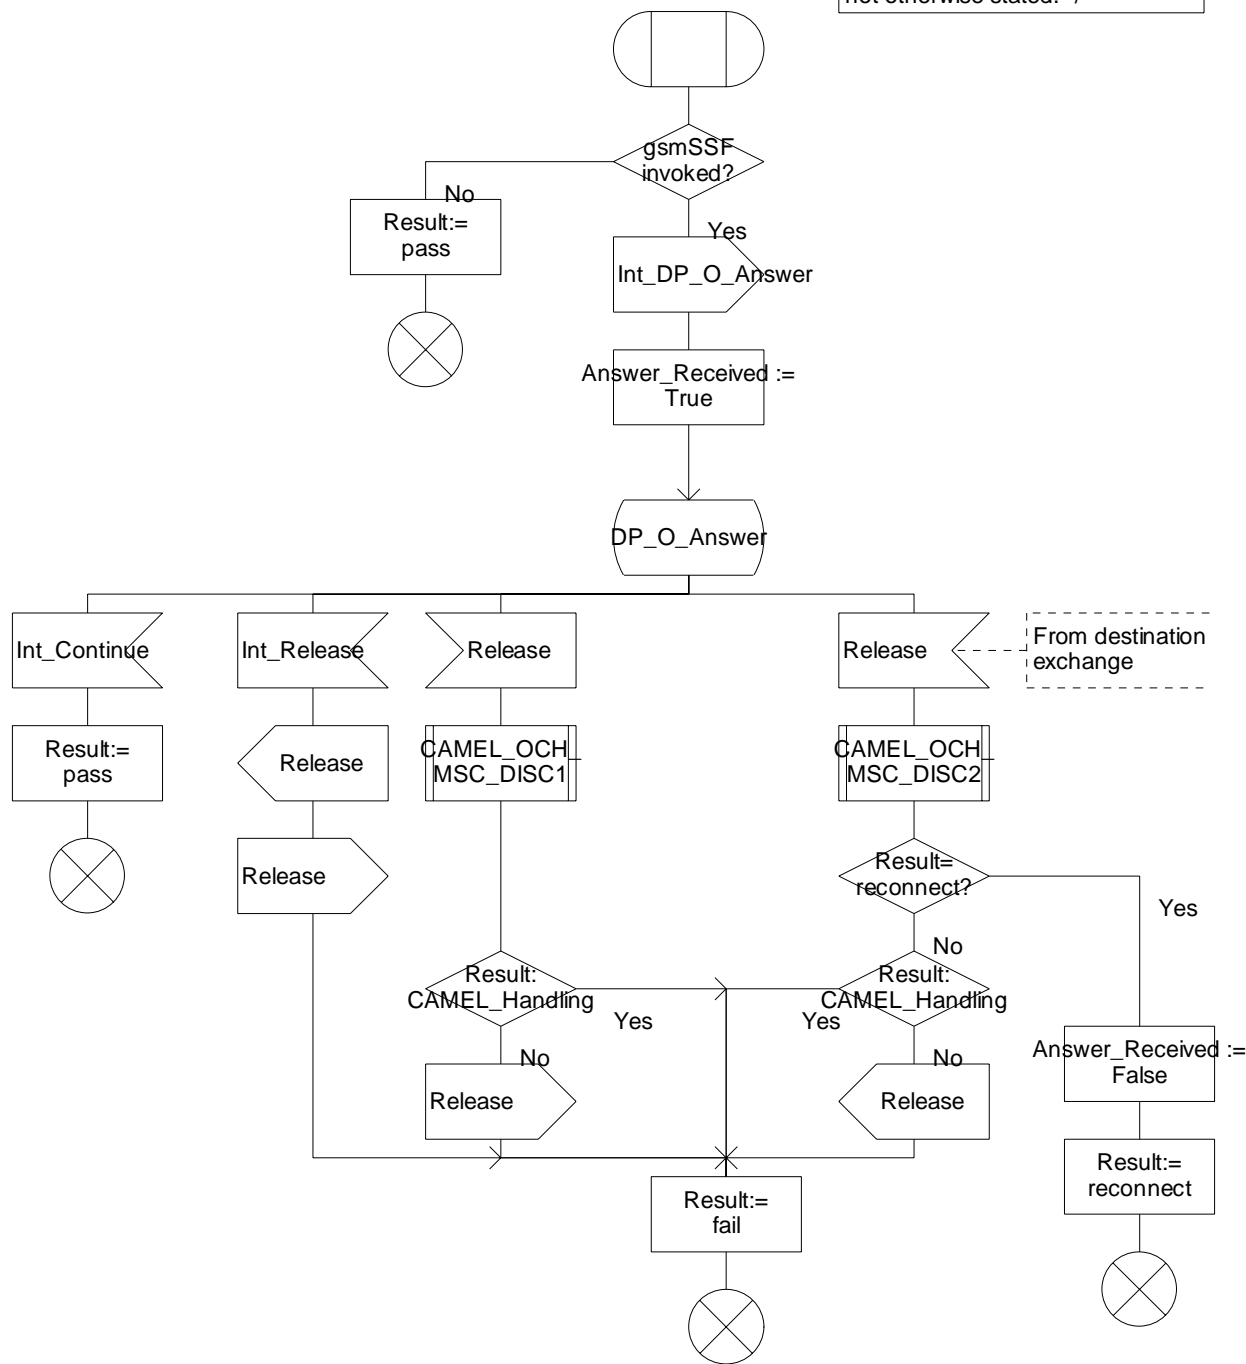 not otherwise stated. */
gsmSSF
invoked?
No
Yes
Result:=
pass
Int_DP_O_Answer
Answer_Received :=
True
DP_O_Answer
Int_Continue
Int_Release
Release
Release
From destination
exchange
Result:=
pass
Release
CAMEL_OCH_
MSC_DISC1
CAMEL_OCH_
MSC_DISC2
Release
Result=
reconnect?
Yes
No
Result:
CAMEL_Handling
Yes
Result:
CAMEL_Handling
Yes
No
Release
No
Release
Answer_Received :=
False
Result:=
reconnect
Result:=
fail